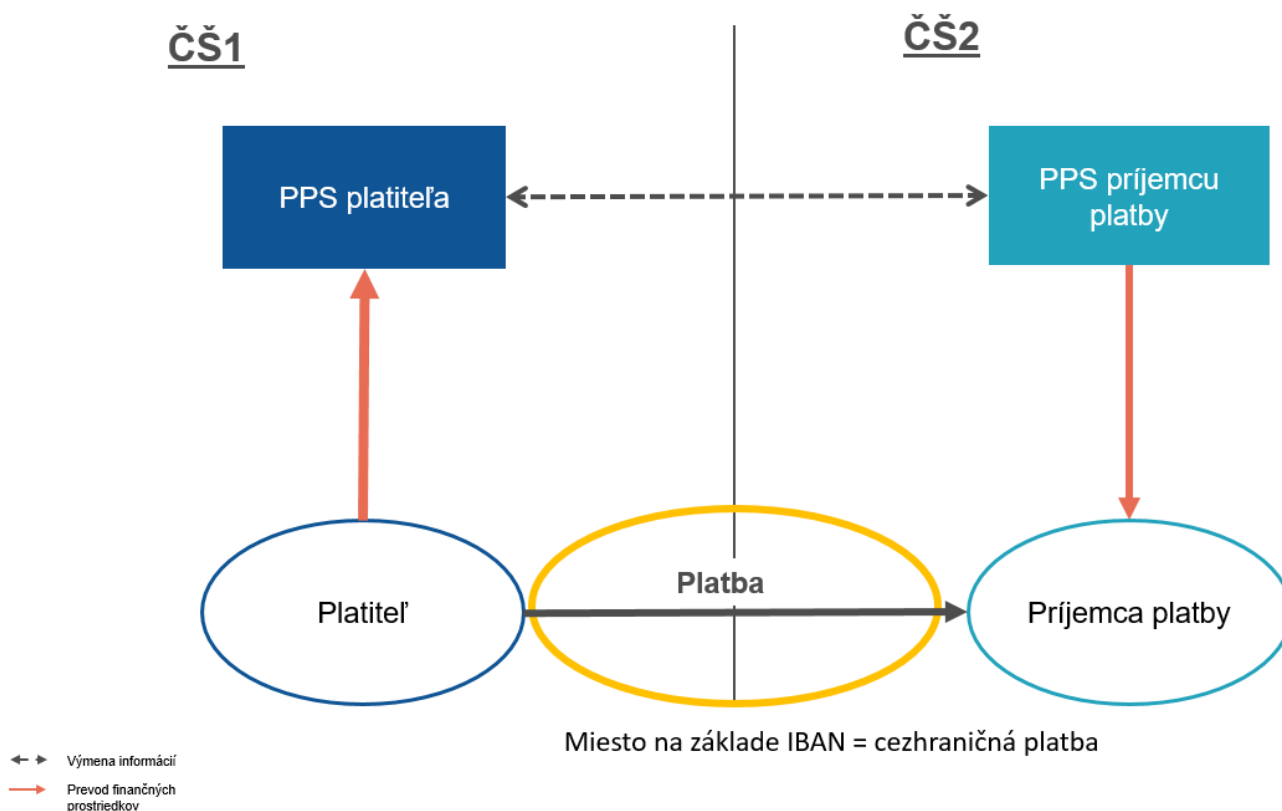 ČŠ1
ČŠ2
PPS platiteľa
PPS príjemcu
platby
Platba
Platiteľ
Príjemca platby
Miesto na základe IBAN = cezhraničná platba
Výmena informácií
Prevod finančných
prostriedkov